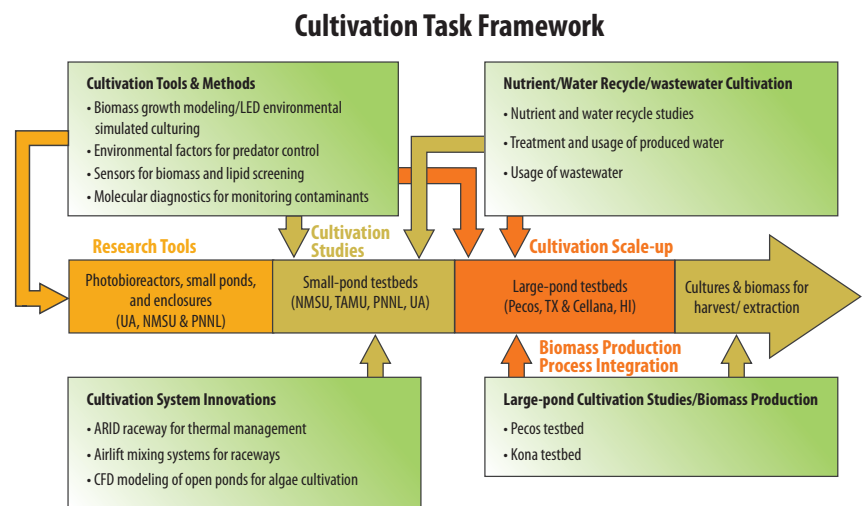 Cultivation Task Framework
Cultivation Tools & Methods
• Biomass growth modeling/LED environmental
simulated culturing
• Environmental factors for predator control
• Sensors for biomass and lipid screening
• Molecular diagnostics for monitoring contaminants
Nutrient/Water Recycle/wastewater Cultivation
• Nutrient and water recycle studies
• Treatment and usage of produced water
• Usage of wastewater
Research Tools
Cultivation
Studies
Cultivation Scale-up
Photobioreactors, small ponds,
and enclosures
(UA, NMSU & PNNL)
Small-pond testbeds
(NMSU, TAMU, PNNL, UA)
Large-pond testbeds
(Pecos, TX & Cellana, HI)
Cultures & biomass for
harvest/ extraction
Biomass Production
Process Integration
Cultivation System Innovations
• ARID raceway for thermal management
• Airlift mixing systems for raceways
• CFD modeling of open ponds for algae cultivation
Large-pond Cultivation Studies/Biomass Production
• Pecos testbed
• Kona testbed